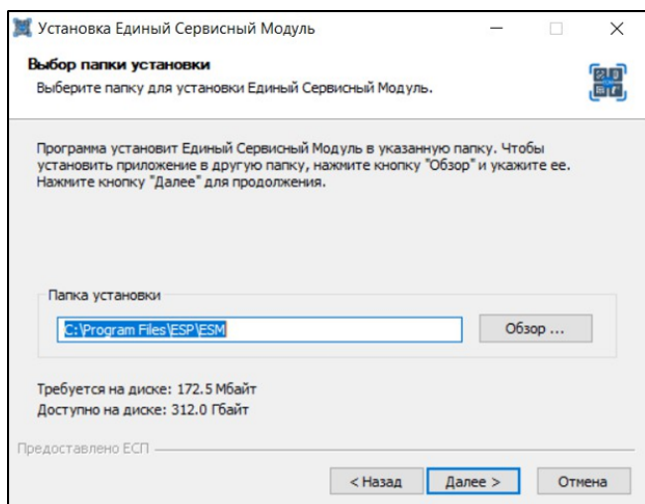 Установка Единый Сервисный Модуль
Выбор папки установки
Выберите папку для установки Единый Сервисный Модуль.
Программа установит Единый Сервисный Модуль в указанную папку. Чтобы
установить приложение в другую папку, нажмите кнопку "Обзор" и укажите ее.
Нажмите кнопку "Далее" для продолжения.
Папка установки
C:\Program Files\ESP\ESM
Обзор ...
Требуется на диске: 172.5 Мбайт
Доступно на диске: 312.0 Гбайт
Предоставлено ЕСП
< Назад
Далее >
Отмена